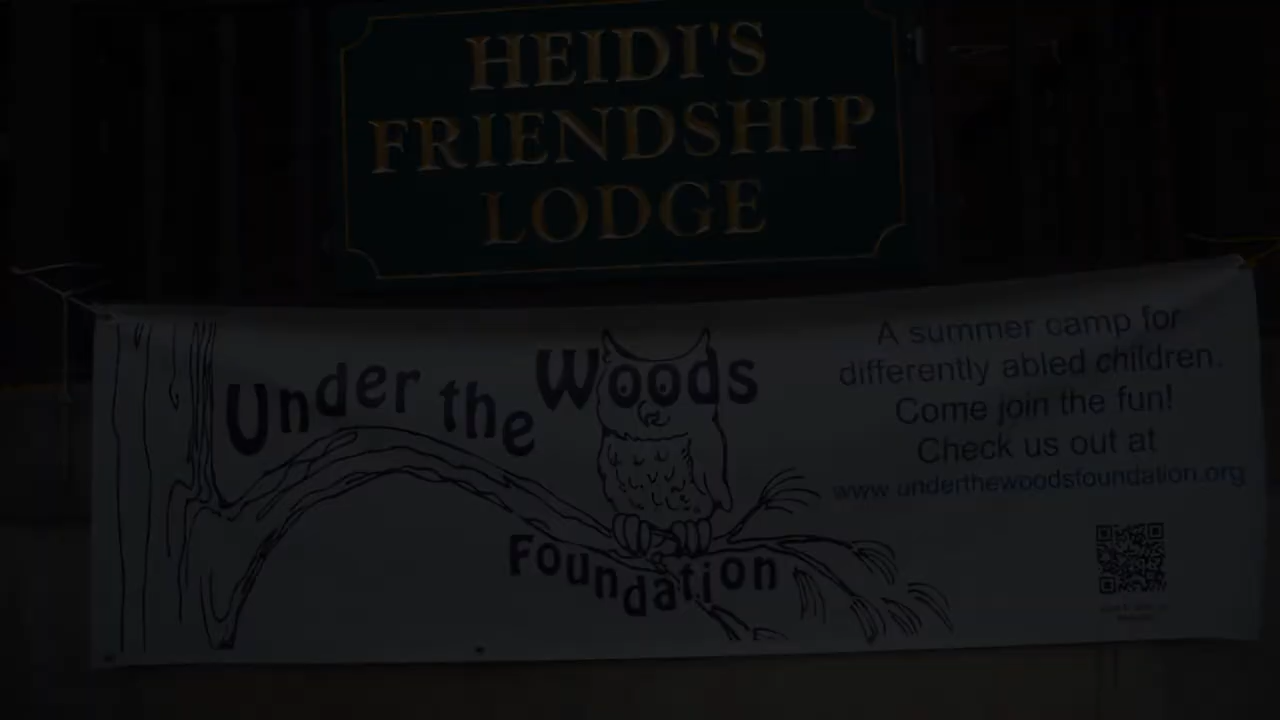 HEIDI'S
FRIENDSHIP
LODGE
Under the Woods
Foundation
A summer camp for
differently abled children.
Come join the fun!
Check us out at
www.underthewoodsfoundation.org